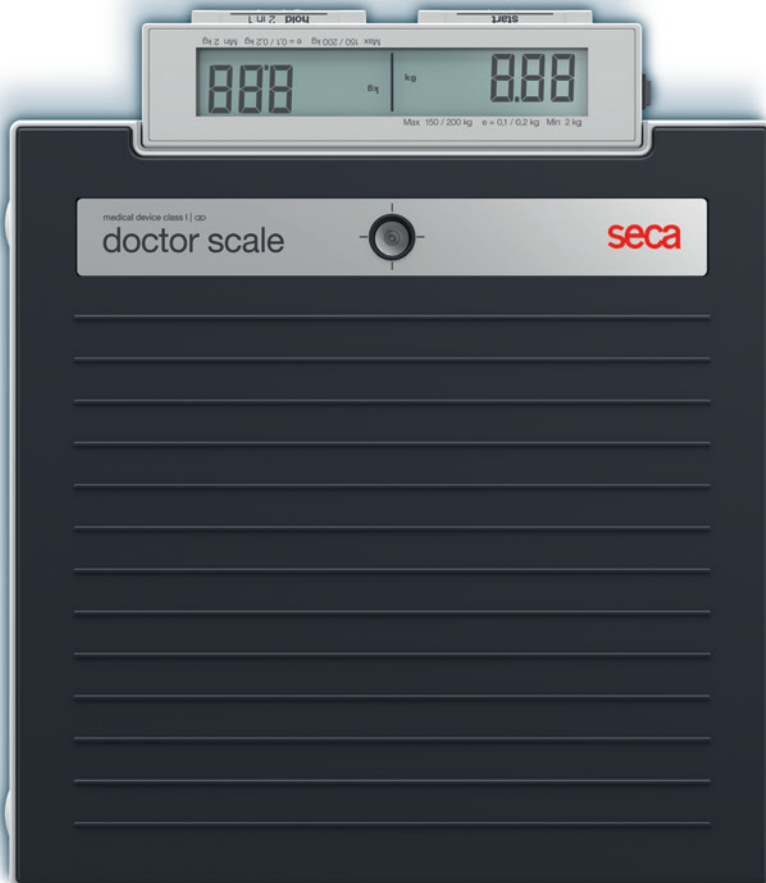 2 in 1 hold
start
Max 150 / 200 kg e = 0,1 / 0,2 kg Min 2 kg
88.8 kg
kg 8.88
Max 150 / 200 kg e = 0,1 / 0,2 kg Min 2 kg
medical device class I |
doctor scale
seca